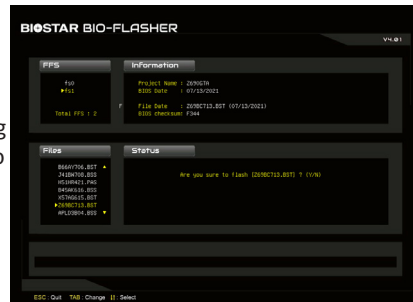 BIOSTAR BIO-FLASHER
V4.01
FFS
fs0
fs1
Total FFS : 2
Information
Project Name : Z690GTA
BIOS Date : 07/13/2021
File Date : Z69BC713.BST (07/13/2021)
BIOS checksum: F344
Files
B66AY706.BST
J41BW708.BSS
H51HR421.PAG
B45AK616.BSS
X57AG615.BST
Z69BC713.BST
APLD3B04.BSS
Status
Are you sure to flash [Z69BC713.BST] ? (Y/N)
ESC : Quit TAB : Change : Select